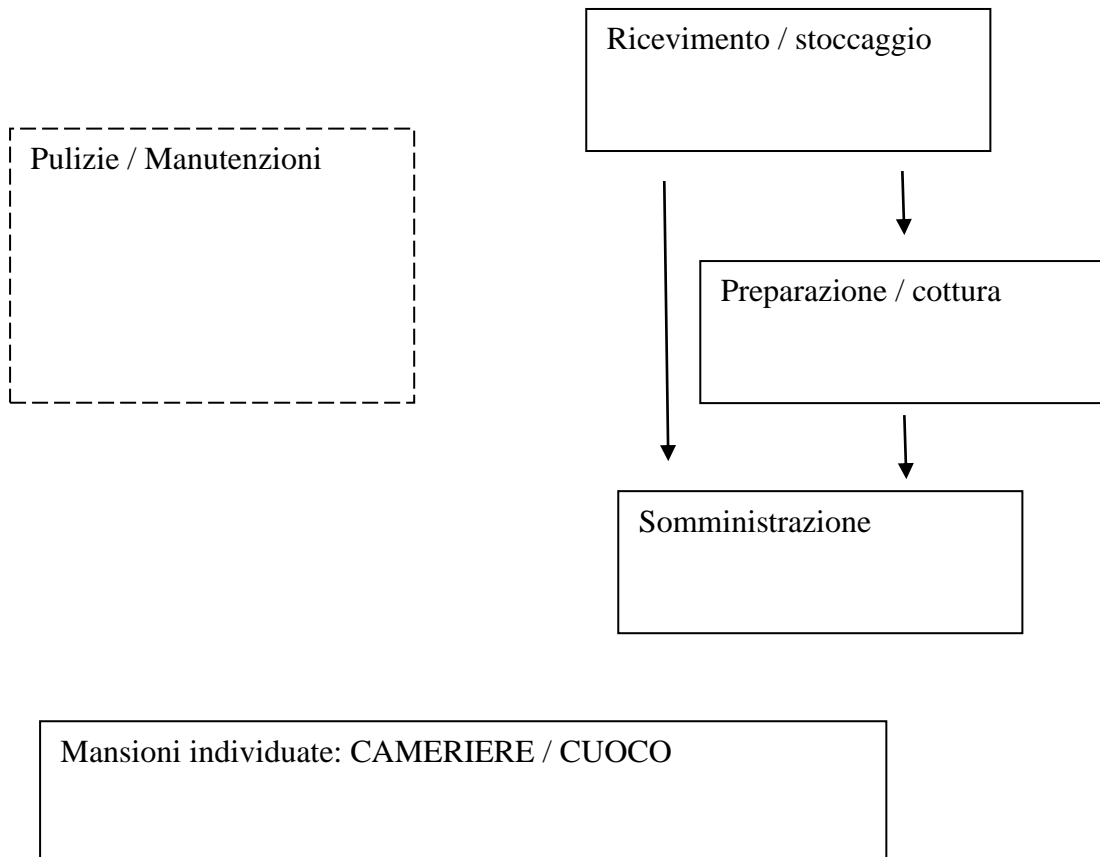 Ricevimento / stoccaggio
Pulizie / Manutenzioni
Preparazione / cottura
Somministrazione
Mansioni individuate: CAMERIERE / CUOCO